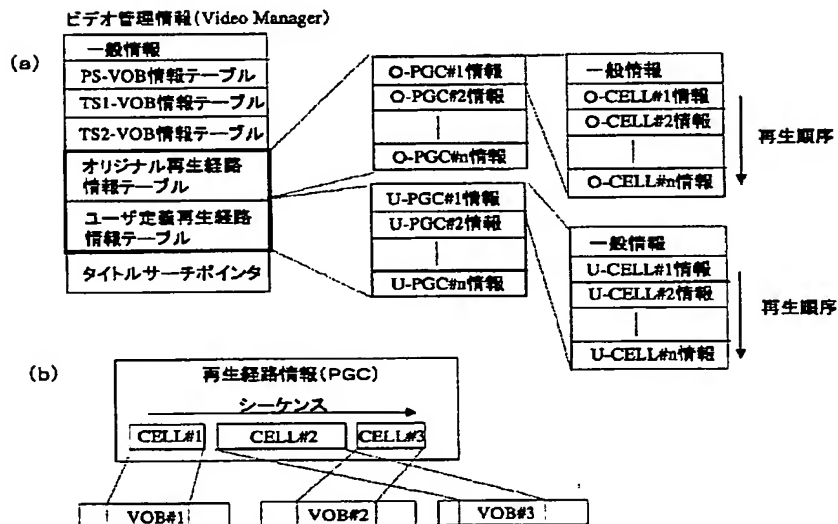 ビデオ管理情報(Video Manager)
(a)
一般情報
PS-VOB情報テーブル
TS1-VOB情報テーブル
TS2-VOB情報テーブル
オリジナル再生経路
情報テーブル
ユーザ定義再生経路
情報テーブル
タイトルサーチポインタ
O-PGC#1情報
O-PGC#2情報
O-PGC#n情報
U-PGC#1情報
U-PGC#2情報
U-PGC#n情報
一般情報
O-CELL#1情報
O-CELL#2情報
O-CELL#n情報
再生順序
一般情報
U-CELL#1情報
U-CELL#2情報
U-CELL#n情報
再生順序
(b)
再生経路情報(PGC)
シーケンス
CELL#1
CELL#2
CELL#3
VOB#1
VOB#2
VOB#3